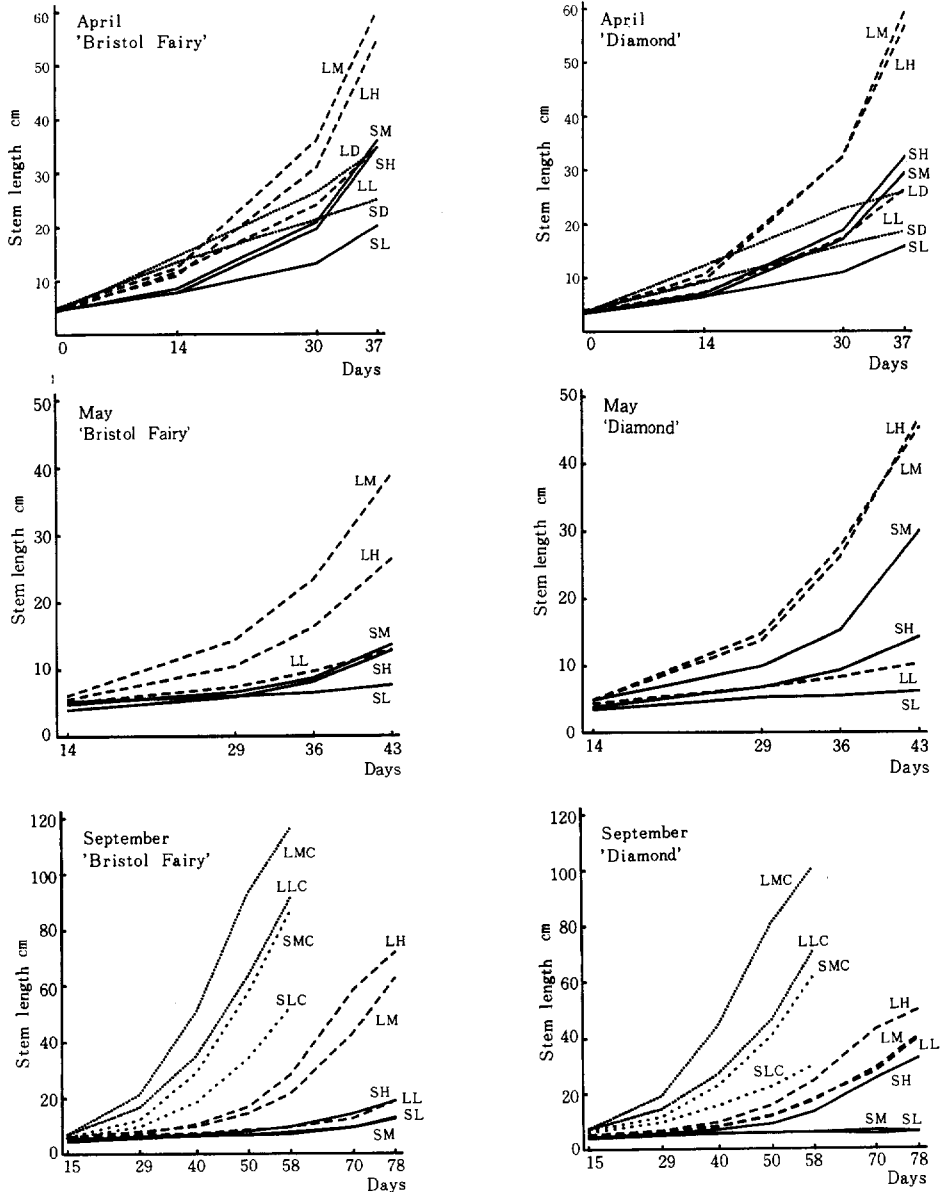 April
'Bristol Fairy'
60
50
40
30
20
10
Stem length cm
LM
LH
SM
LD
SH
LL
SD
SL
0 14 30 37
Days
April
'Diamond'
60
50
40
30
20
10
Stem length cm
LM
LH
SH
SM
LD
LL
SD
SL
0 14 30 37
Days
May
'Bristol Fairy'
50
40
30
20
10
0
Stem length cm
LM
LH
SM
LL
SH
SL
14 29 36 43
Days
May
'Diamond'
50
40
30
20
10
0
Stem length cm
LH
LM
SM
SH
LL
SL
14 29 36 43
Days
September
'Bristol Fairy'
120
100
80
60
40
20
0
Stem length cm
LMC
LLC
SMC
LH
SLC
LM
SH
LL
SL
SM
15 29 40 50 58 70 78
Days
September
'Diamond'
120
100
80
60
40
20
0
Stem length cm
LMC
LLC
SMC
LH
LM
LL
SLC
SH
SM
SL
15 29 40 50 58 70 78
Days